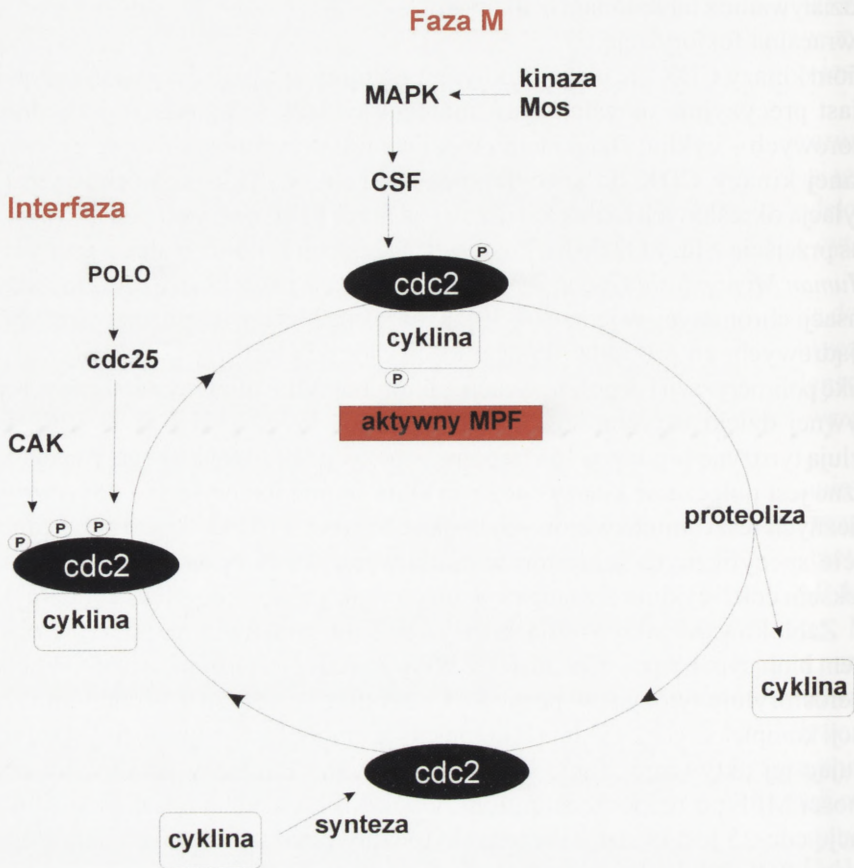 Faza M
kinaza
MAPK
Mos
CSF
Interfaza
P
POLO
cdc2
cdc25
cyklina
P
aktywny MPF
CAK
P
P
P
proteoliza
cdc2
cyklina
cyklina
cdc2
synteza
cyklina